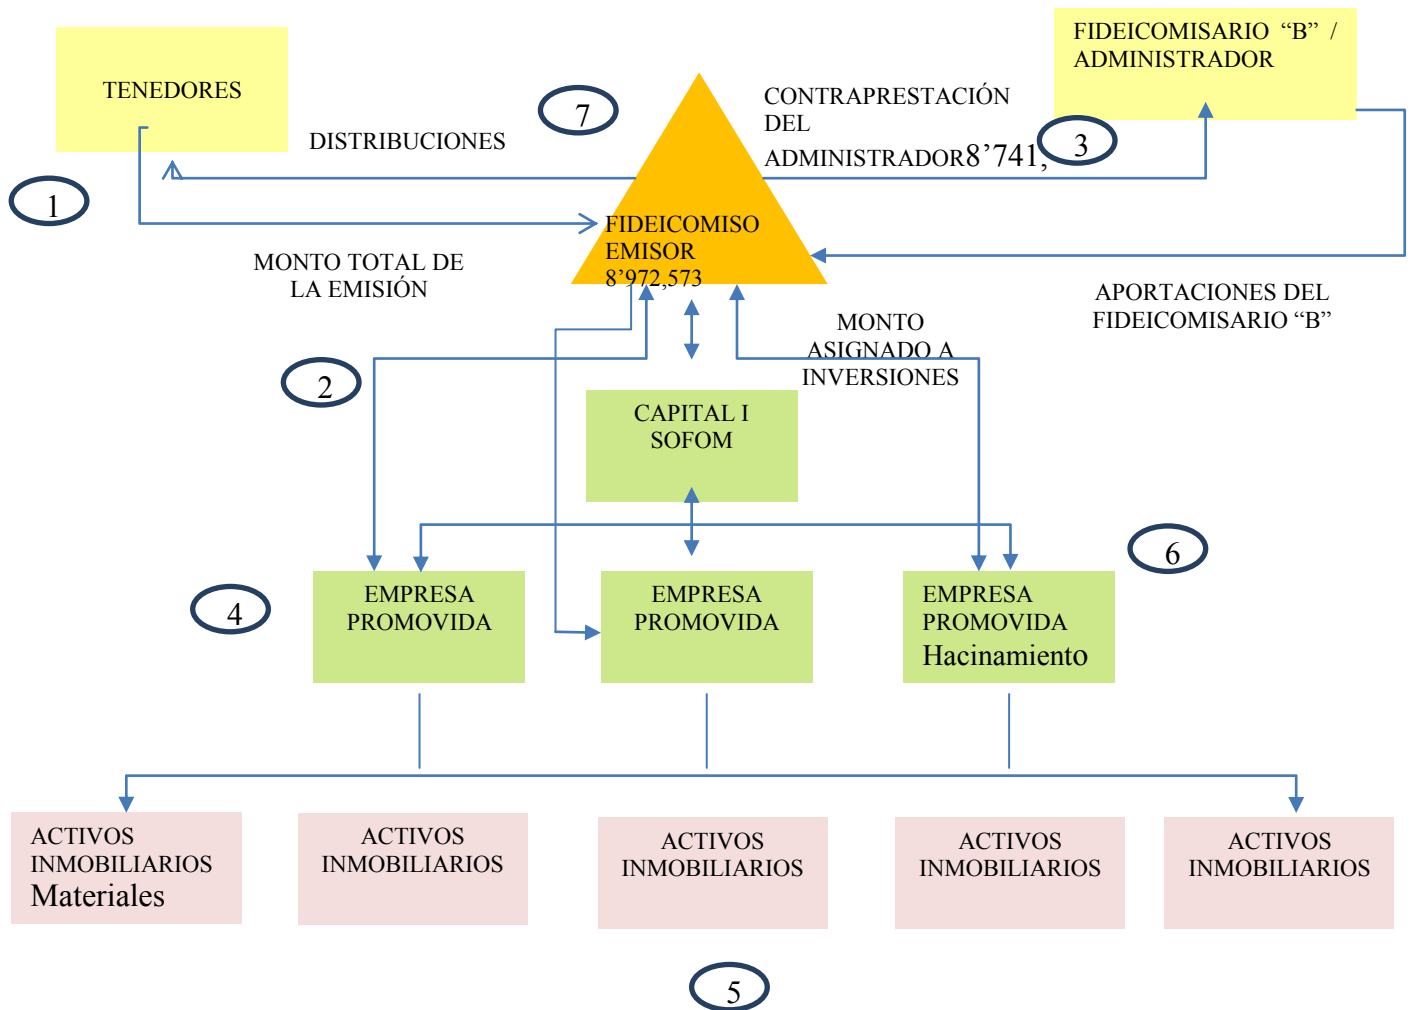 TENEDORES
FIDEICOMISARIO “B” /
ADMINISTRADOR
7
DISTRIBUCIONES
CONTRAPRESTACIÓN
DEL
ADMINISTRADOR8’741,
3
1
FIDEICOMISO
EMISOR
8’972,573
MONTO TOTAL DE
LA EMISIÓN
APORTACIONES DEL
FIDEICOMISARIO “B”
MONTO
ASIGNADO A
INVERSIONES
2
CAPITAL I
SOFOM
6
4
EMPRESA
PROMOVIDA
EMPRESA
PROMOVIDA
EMPRESA
PROMOVIDA
Hacinamiento
ACTIVOS
INMOBILIARIOS
Materiales
ACTIVOS
INMOBILIARIOS
ACTIVOS
INMOBILIARIOS
ACTIVOS
INMOBILIARIOS
ACTIVOS
INMOBILIARIOS
5